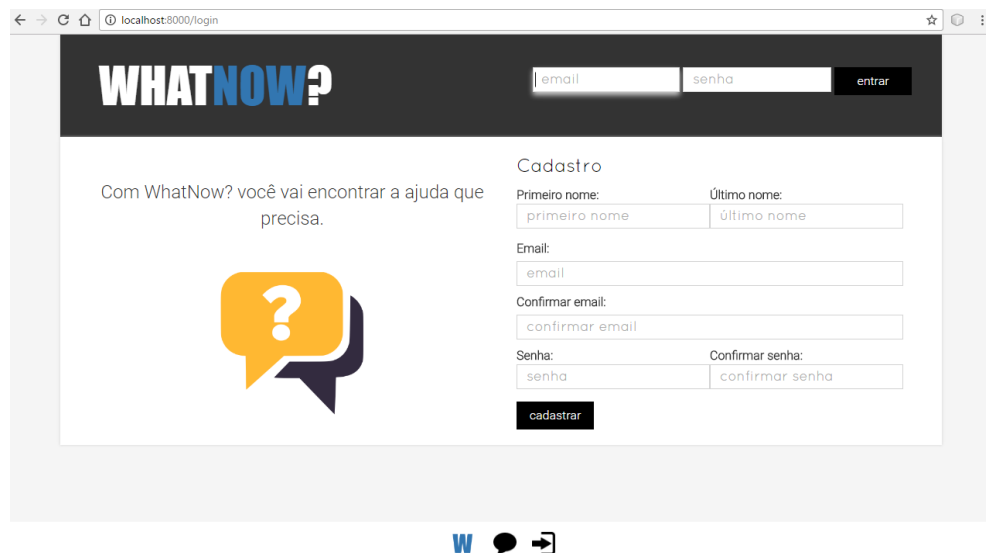 localhost:8000/login
WHATNOW?
email senha entrar
Com WhatNow? você vai encontrar a ajuda que
precisa.
?
Cadastro
Primeiro nome: Último nome:
primeiro nome último nome
Email:
email
Confirmar email:
confirmar email
Senha: Confirmar senha:
senha confirmar senha
cadastrar
W